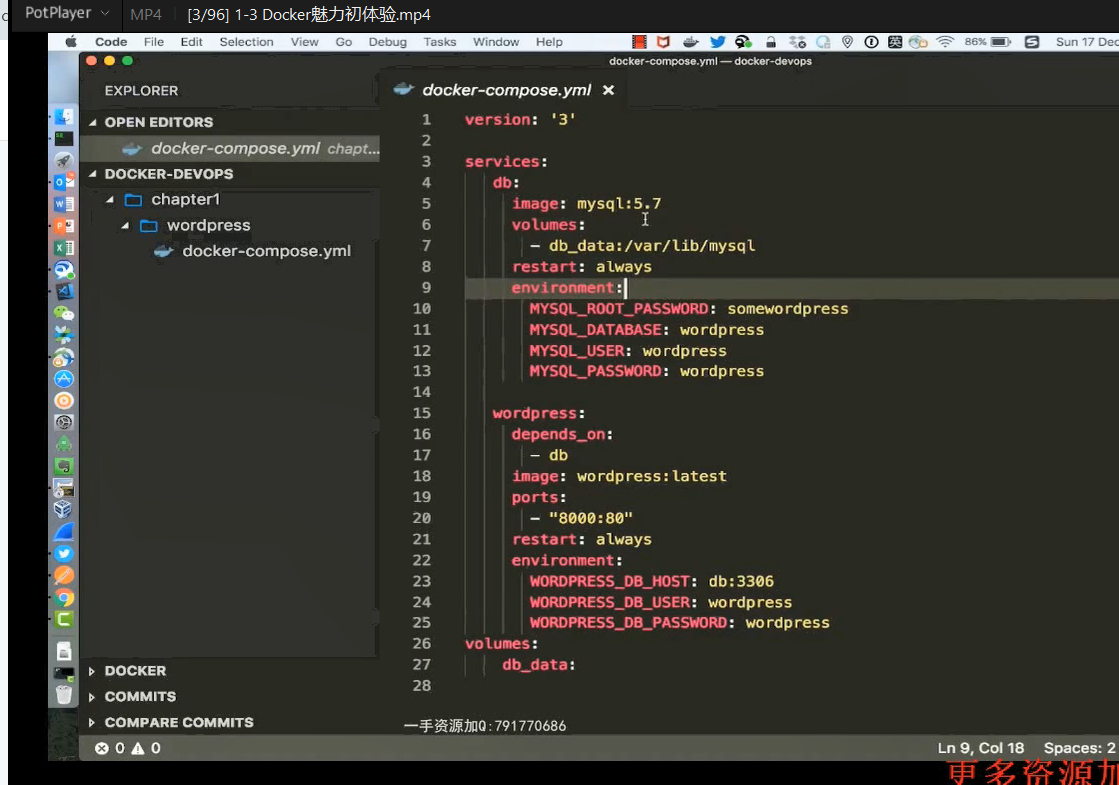 PotPlayer MP4 [3/96] 1-3 Docker魅力初体验.mp4
Code File Edit Selection View Go Debug Tasks Window Help 英 86% Sun 17 Dec
docker-compose.yml — docker-devops
EXPLORER
docker-compose.yml
OPEN EDITORS
docker-compose.yml chapt...
DOCKER-DEVOPS
chapter1
wordpress
docker-compose.yml
1 version: '3'
2
3 services:
4 db:
5 image: mysql:5.7
6 volumes:
7 - db_data:/var/lib/mysql
8 restart: always
9 environment:
10 MYSQL_ROOT_PASSWORD: somewordpress
11 MYSQL_DATABASE: wordpress
12 MYSQL_USER: wordpress
13 MYSQL_PASSWORD: wordpress
14
15 wordpress:
16 depends_on:
17 - db
18 image: wordpress:latest
19 ports:
20 - "8000:80"
21 restart: always
22 environment:
23 WORDPRESS_DB_HOST: db:3306
24 WORDPRESS_DB_USER: wordpress
25 WORDPRESS_DB_PASSWORD: wordpress
26 volumes:
27 db_data:
28
DOCKER
COMMITS
COMPARE COMMITS
一手资源加Q:791770686
0 0
Ln 9, Col 18 Spaces: 2
更多资源加